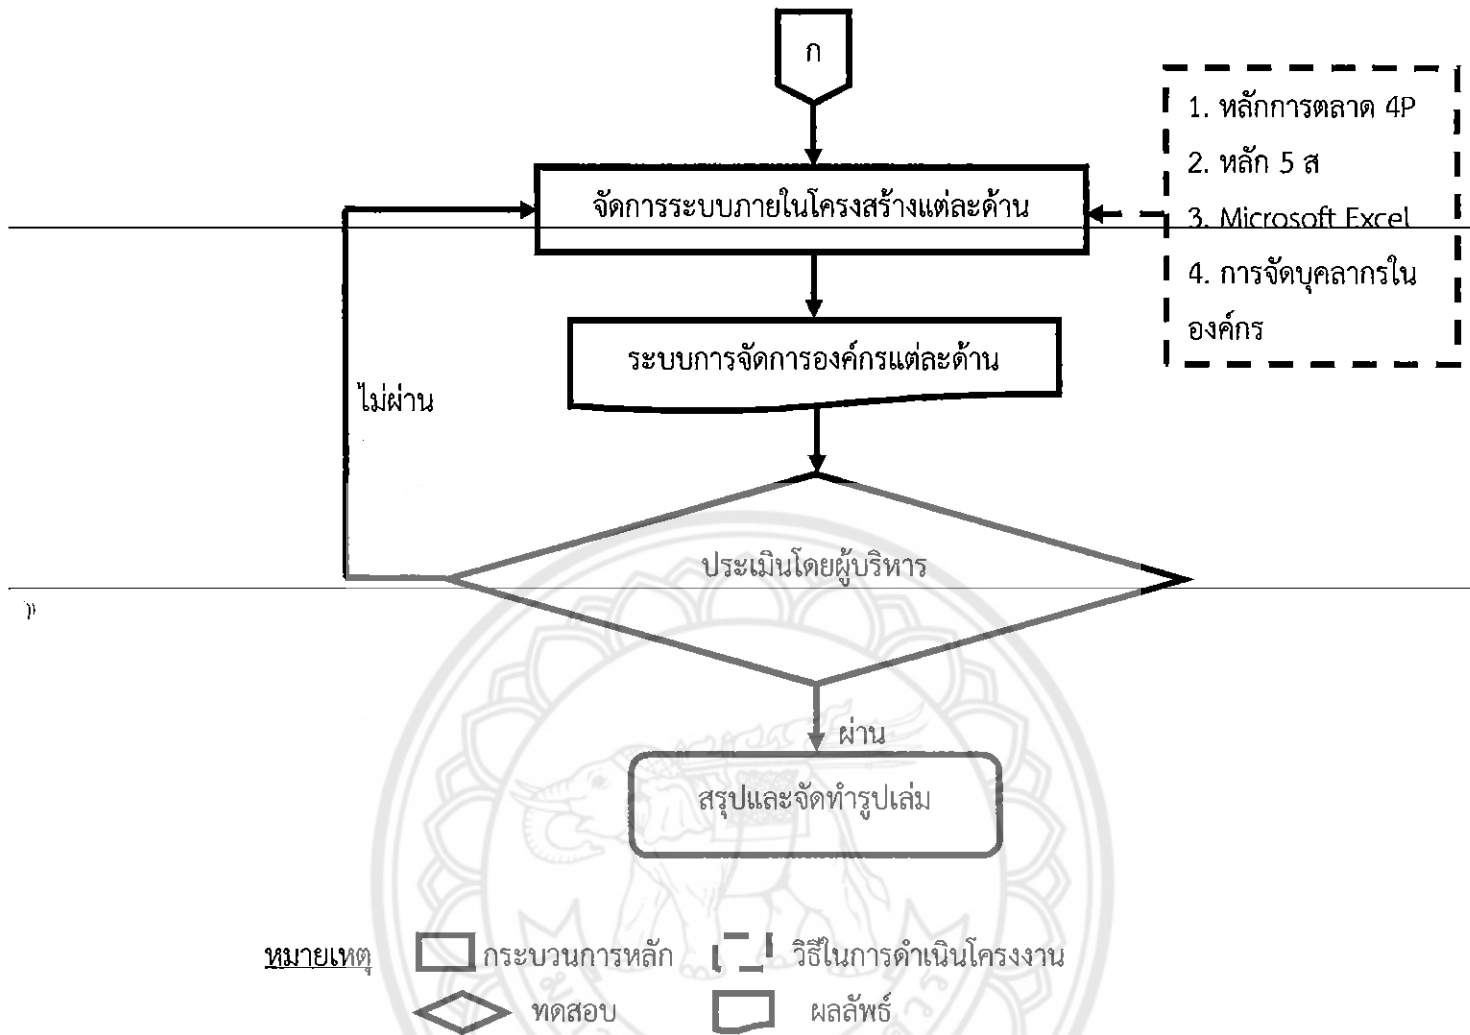 ก
1. หลักการตลาด 4P
2. หลัก 5 ส
3. Microsoft Excel
4. การจัดบุคลากรใน
องค์กร
จัดการระบบภายในโครงสร้างแต่ละด้าน
ระบบการจัดการองค์กรแต่ละด้าน
ไม่ผ่าน
ประเมินโดยผู้บริหาร
ผ่าน
สรุปและจัดทำรูปเล่ม
หมายเหตุ กระบวนการหลัก วิธีในการดำเนินโครงงาน
ทดสอบ ผลลัพธ์